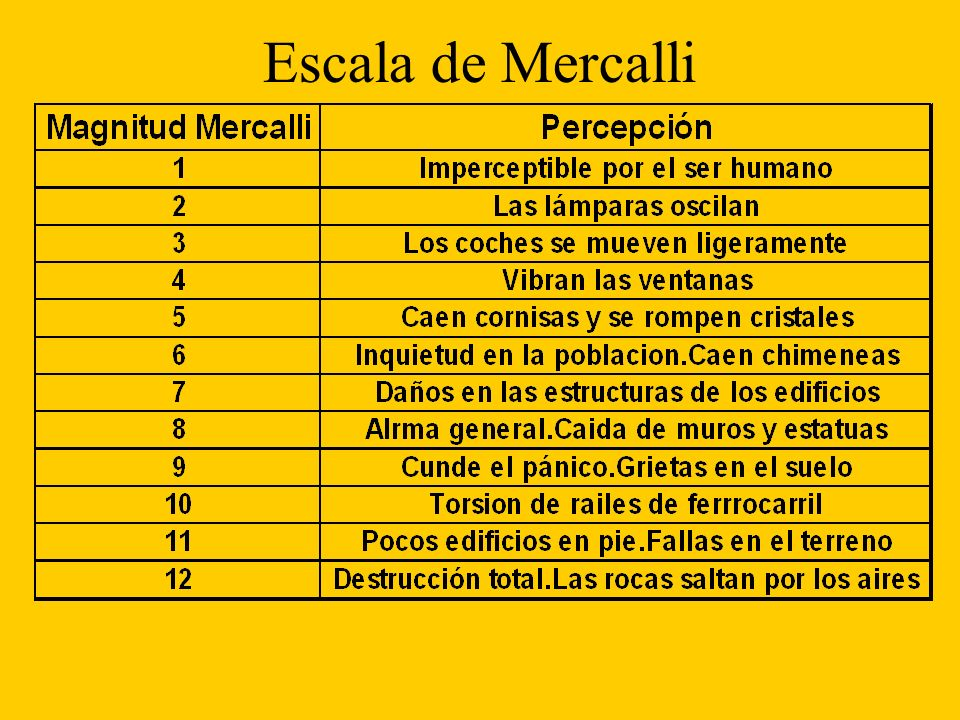 Escala de Mercalli
Magnitud Mercalli Percepción
1 Imperceptible por el ser humano
2 Las lámparas oscilan
3 Los coches se mueven ligeramente
4 Vibran las ventanas
5 Caen cornisas y se rompen cristales
6 Inquietud en la poblacion.Caen chimeneas
7 Daños en las estructuras de los edificios
8 Alrma general.Caida de muros y estatuas
9 Cunde el pánico.Grietas en el suelo
10 Torsion de railes de ferrrocarril
11 Pocos edificios en pie.Fallas en el terreno
12 Destrucción total.Las rocas saltan por los aires